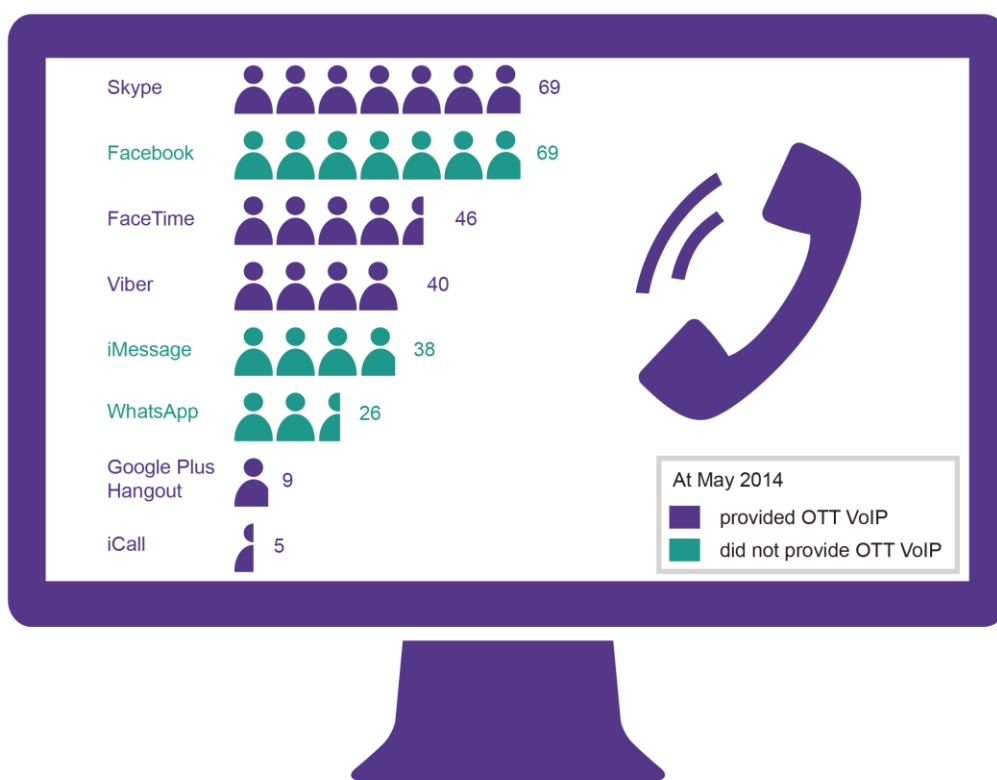 Skype 69
Facebook 69
FaceTime 46
Viber 40
iMessage 38
WhatsApp 26
Google Plus
Hangout 9
iCall 5
At May 2014
provided OTT VoIP
did not provide OTT VoIP